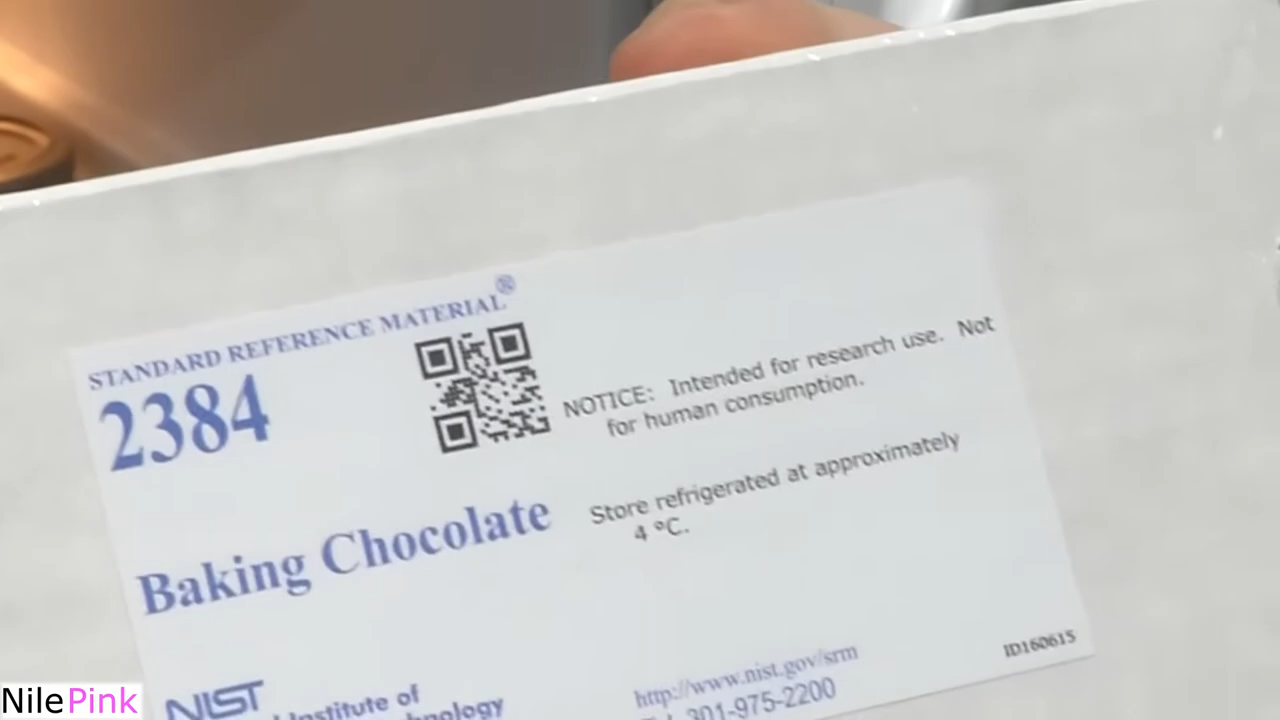 STANDARD REFERENCE MATERIAL®
2384
NOTICE: Intended for research use. Not
for human consumption.
Baking Chocolate
Store refrigerated at approximately
4 °C.
NIST
Institute of
http://www.nist.gov/srm
301-975-2200
ID160615
NilePink